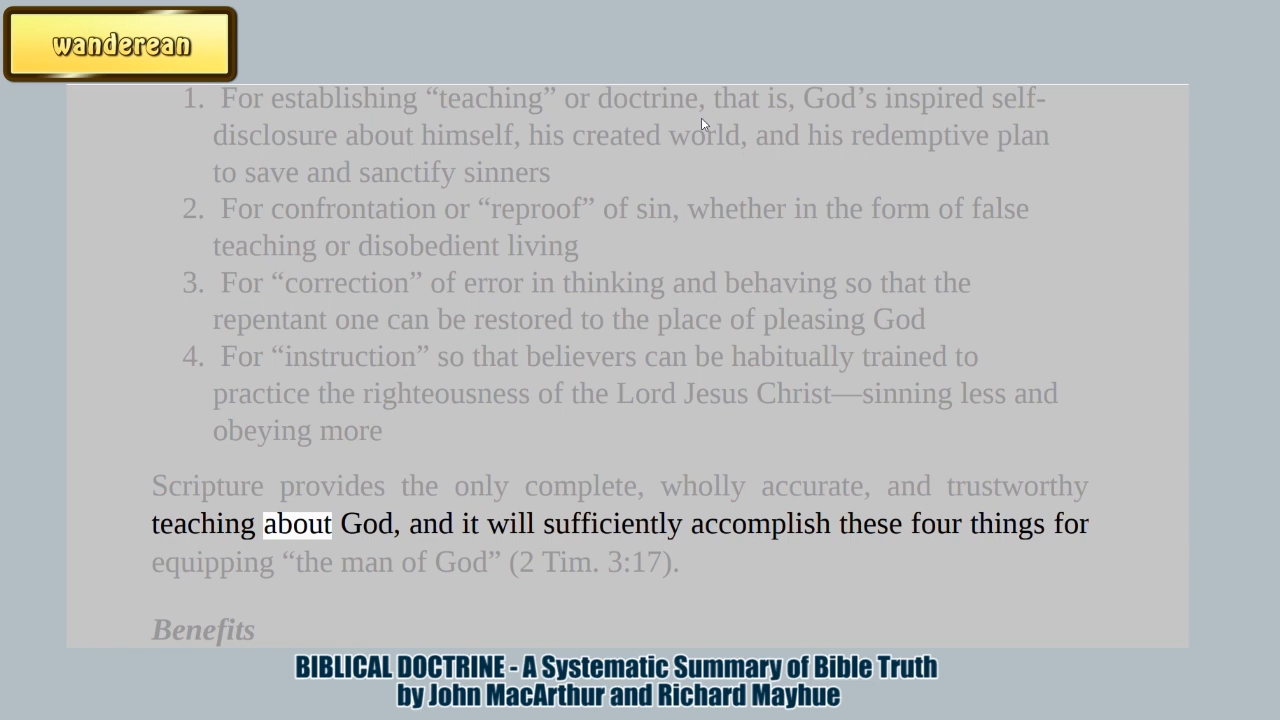 wanderean
1. For establishing “teaching” or doctrine, that is, God’s inspired self-
disclosure about himself, his created world, and his redemptive plan
to save and sanctify sinners
2. For confrontation or “reproof” of sin, whether in the form of false
teaching or disobedient living
3. For “correction” of error in thinking and behaving so that the
repentant one can be restored to the place of pleasing God
4. For “instruction” so that believers can be habitually trained to
practice the righteousness of the Lord Jesus Christ—sinning less and
obeying more
Scripture provides the only complete, wholly accurate, and trustworthy
teaching about God, and it will sufficiently accomplish these four things for
equipping “the man of God” (2 Tim. 3:17).
Benefits
BIBLICAL DOCTRINE - A Systematic Summary of Bible Truth
by John MacArthur and Richard Mayhue